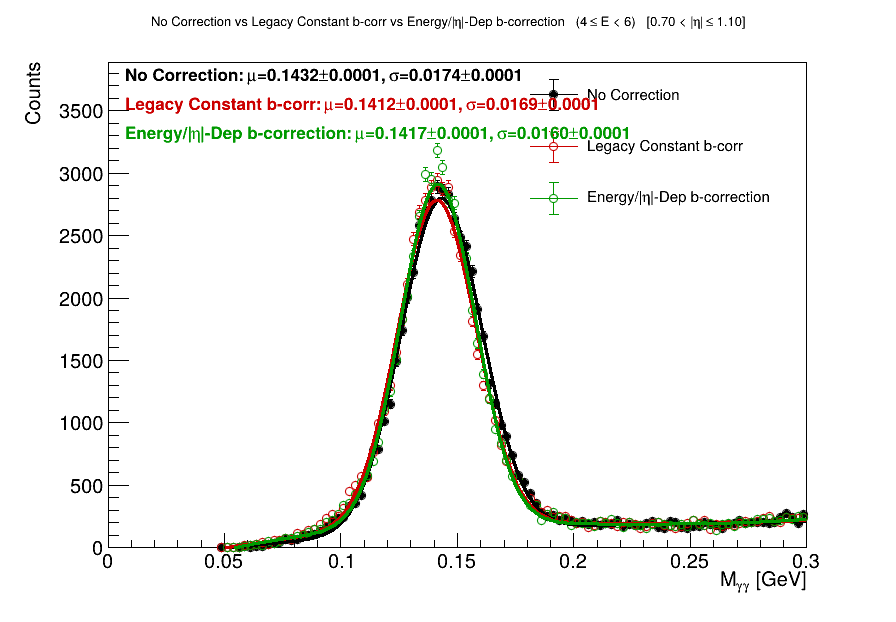 No Correction vs Legacy Constant b-corr vs Energy/|η|-Dep b-correction (4 ≤ E < 6) [0.70 < |η| ≤ 1.10]
Counts
No Correction: μ=0.1432±0.0001, σ=0.0174±0.0001
Legacy Constant b-corr: μ=0.1412±0.0001, σ=0.0169±0.0001
Energy/|η|-Dep b-correction: μ=0.1417±0.0001, σ=0.0160±0.0001
No Correction
Legacy Constant b-corr
Energy/|η|-Dep b-correction
3500
3000
2500
2000
1500
1000
500
0
0 0.05 0.1 0.15 0.2 0.25 0.3
Mγγ [GeV]